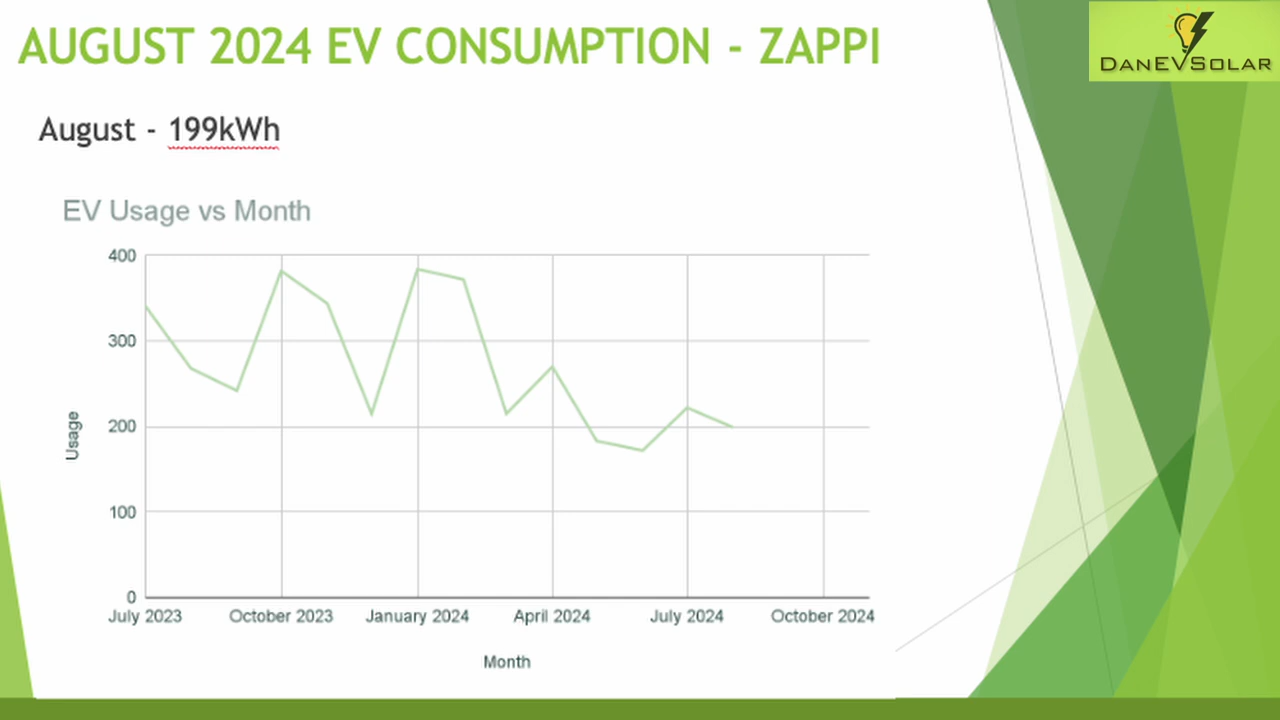 AUGUST 2024 EV CONSUMPTION - ZAPPI
DANEVSOLAR
August - 199kWh
EV Usage vs Month
400
300
200
100
0
Usage
July 2023 October 2023 January 2024 April 2024 July 2024 October 2024
Month